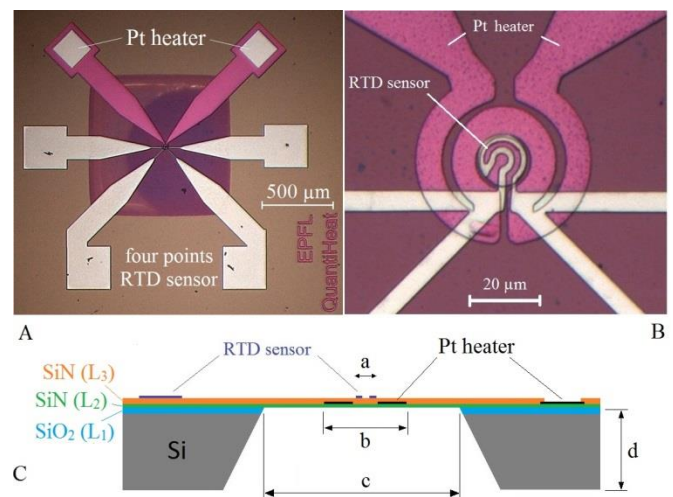 Pt heater
500 µm
four points
RTD sensor
EPFL
QuantiHeat
A
Pt heater
RTD sensor
20 µm
B
RTD sensor
a
Pt heater
SiN (L3)
SiN (L2)
SiO2 (L1)
b
Si
c
d
C